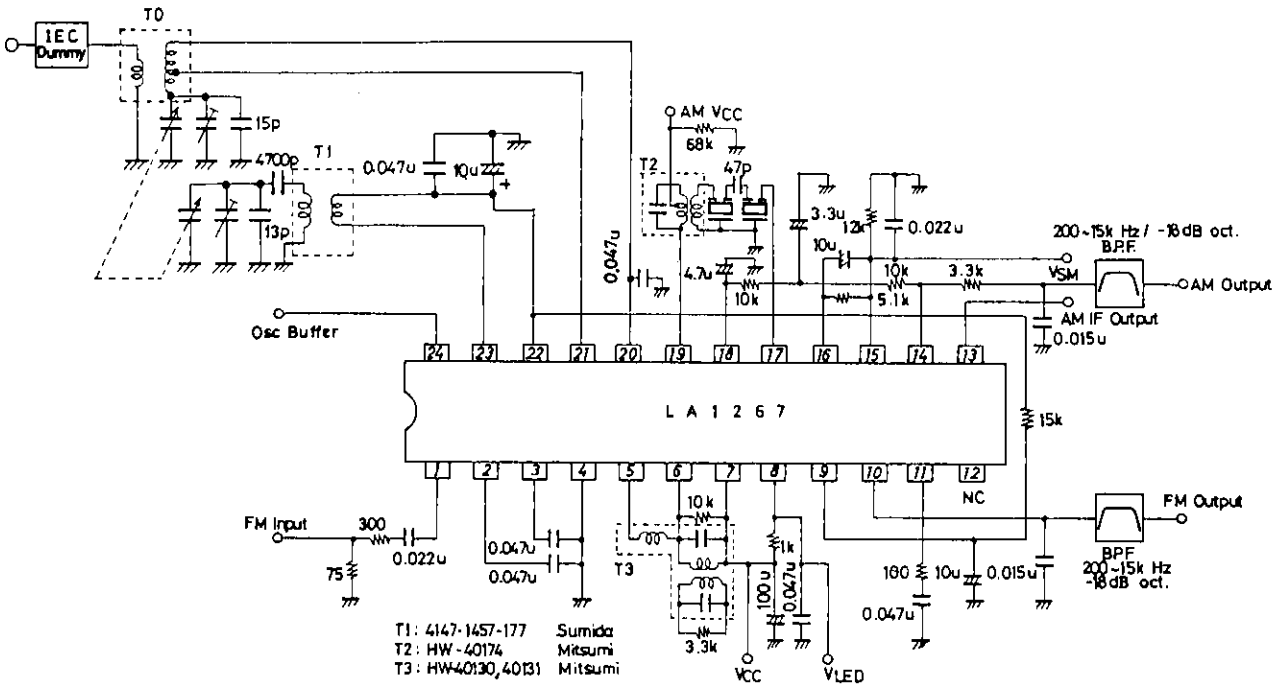 T0
IEC
Dummy
15p
4700p
T1
13p
0.047u
10u
+
AM VCC
68k
T2
47p
0.047u
4.7u
10k
3.3u
12k
10u
0.022u
10k
5.1k
3.3k
200~15k Hz / -18dB oct.
B.P.F.
VSM
AM Output
AM IF Output
0.015u
Osc Buffer
24 23 22 21 20 19 18 17 16 15 14 13
LA1267
15k
1 2 3 4 5 6 7 8 9 10 11 12
NC
FM Input
300
0.022u
75
0.047u
0.047u
10k
T3
3.3k
1k
100u
0.047u
VCC
VLED
100
0.047u
10u
0.015u
FM Output
BPF
200~15k Hz
-18dB oct.
T1: 4147-1457-177 Sumida
T2: HW-40174 Mitsumi
T3: HW-40130,40131 Mitsumi